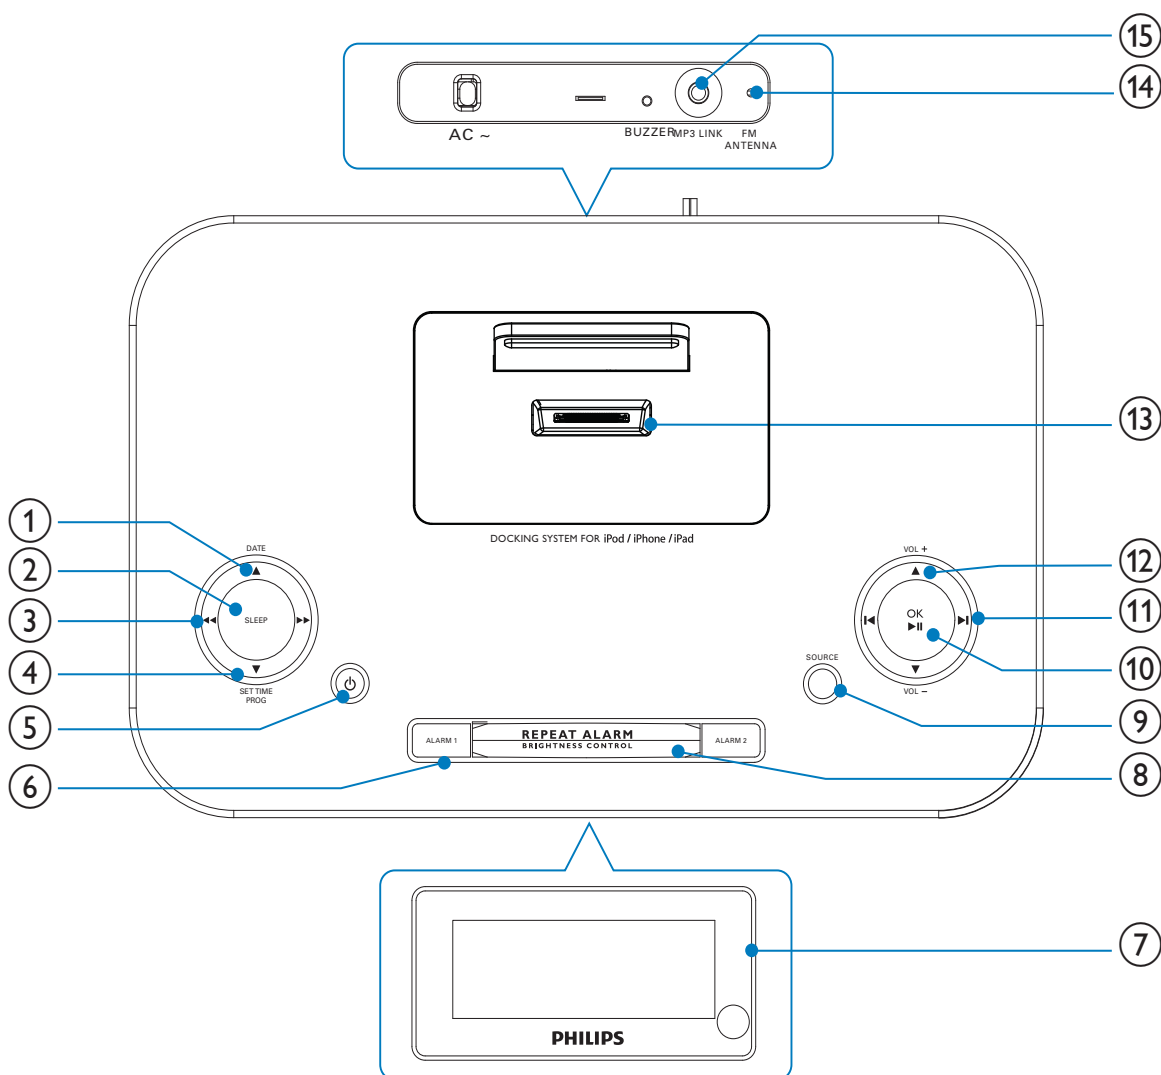 15
14
AC ~
BUZZER
MP3 LINK
FM
ANTENNA
13
DOCKING SYSTEM FOR iPod / iPhone / iPad
1
2
3
4
5
6
DATE
SLEEP
SET TIME
PROG
VOL +
OK
VOL –
SOURCE
12
11
10
9
8
ALARM 1
REPEAT ALARM
BRIGHTNESS CONTROL
ALARM 2
7
PHILIPS